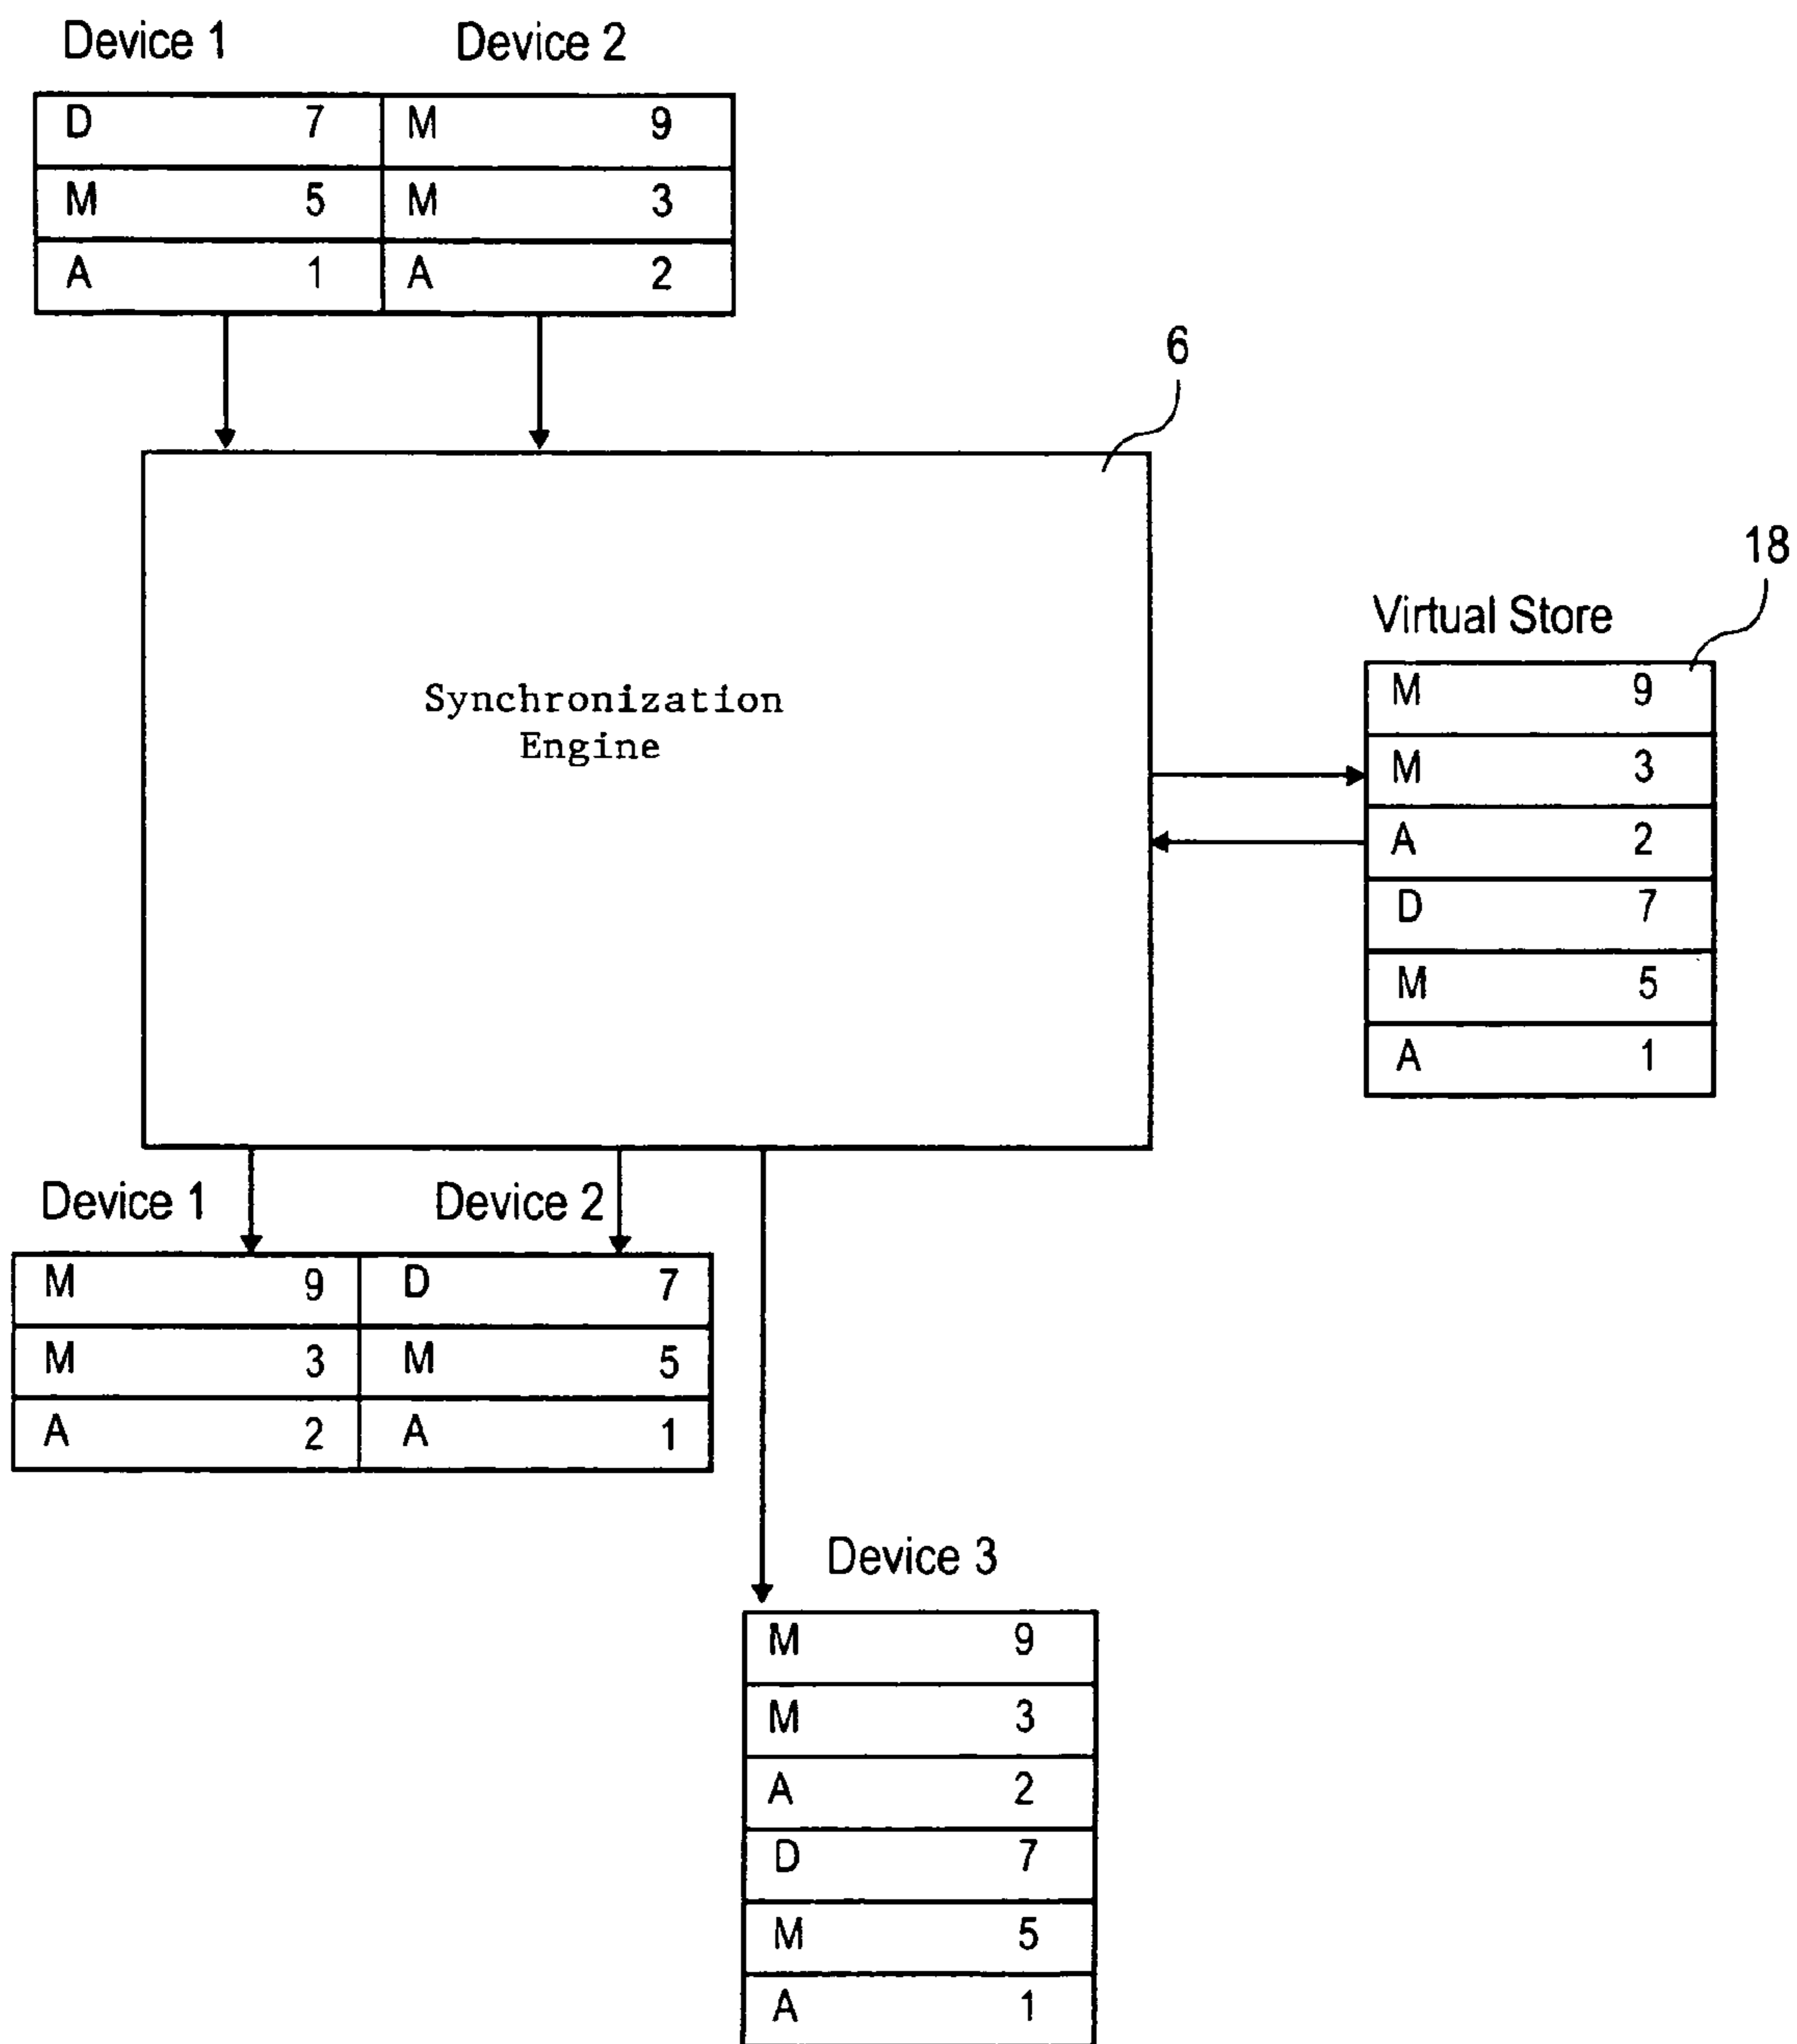 Device 1 Device 2
D 7 M 9
M 5 M 3
A 1 A 2
6
18
Virtual Store
Synchronization
Engine
M 9
M 3
A 2
D 7
M 5
A 1
Device 1 Device 2
M 9 D 7
M 3 M 5
A 2 A 1
Device 3
M 9
M 3
A 2
D 7
M 5
A 1